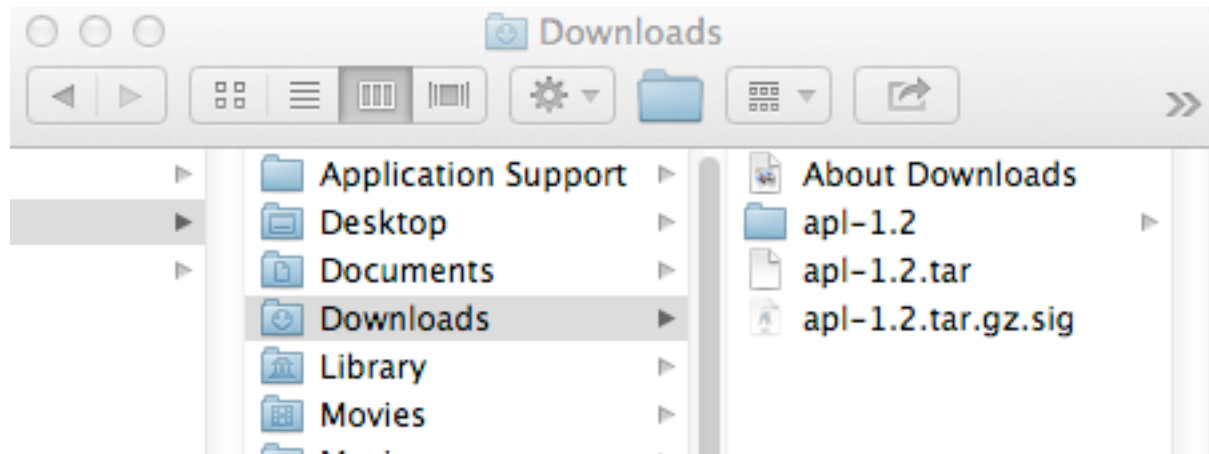 Downloads
Application Support
Desktop
Documents
Downloads
Library
Movies
About Downloads
apl-1.2
apl-1.2.tar
apl-1.2.tar.gz.sig